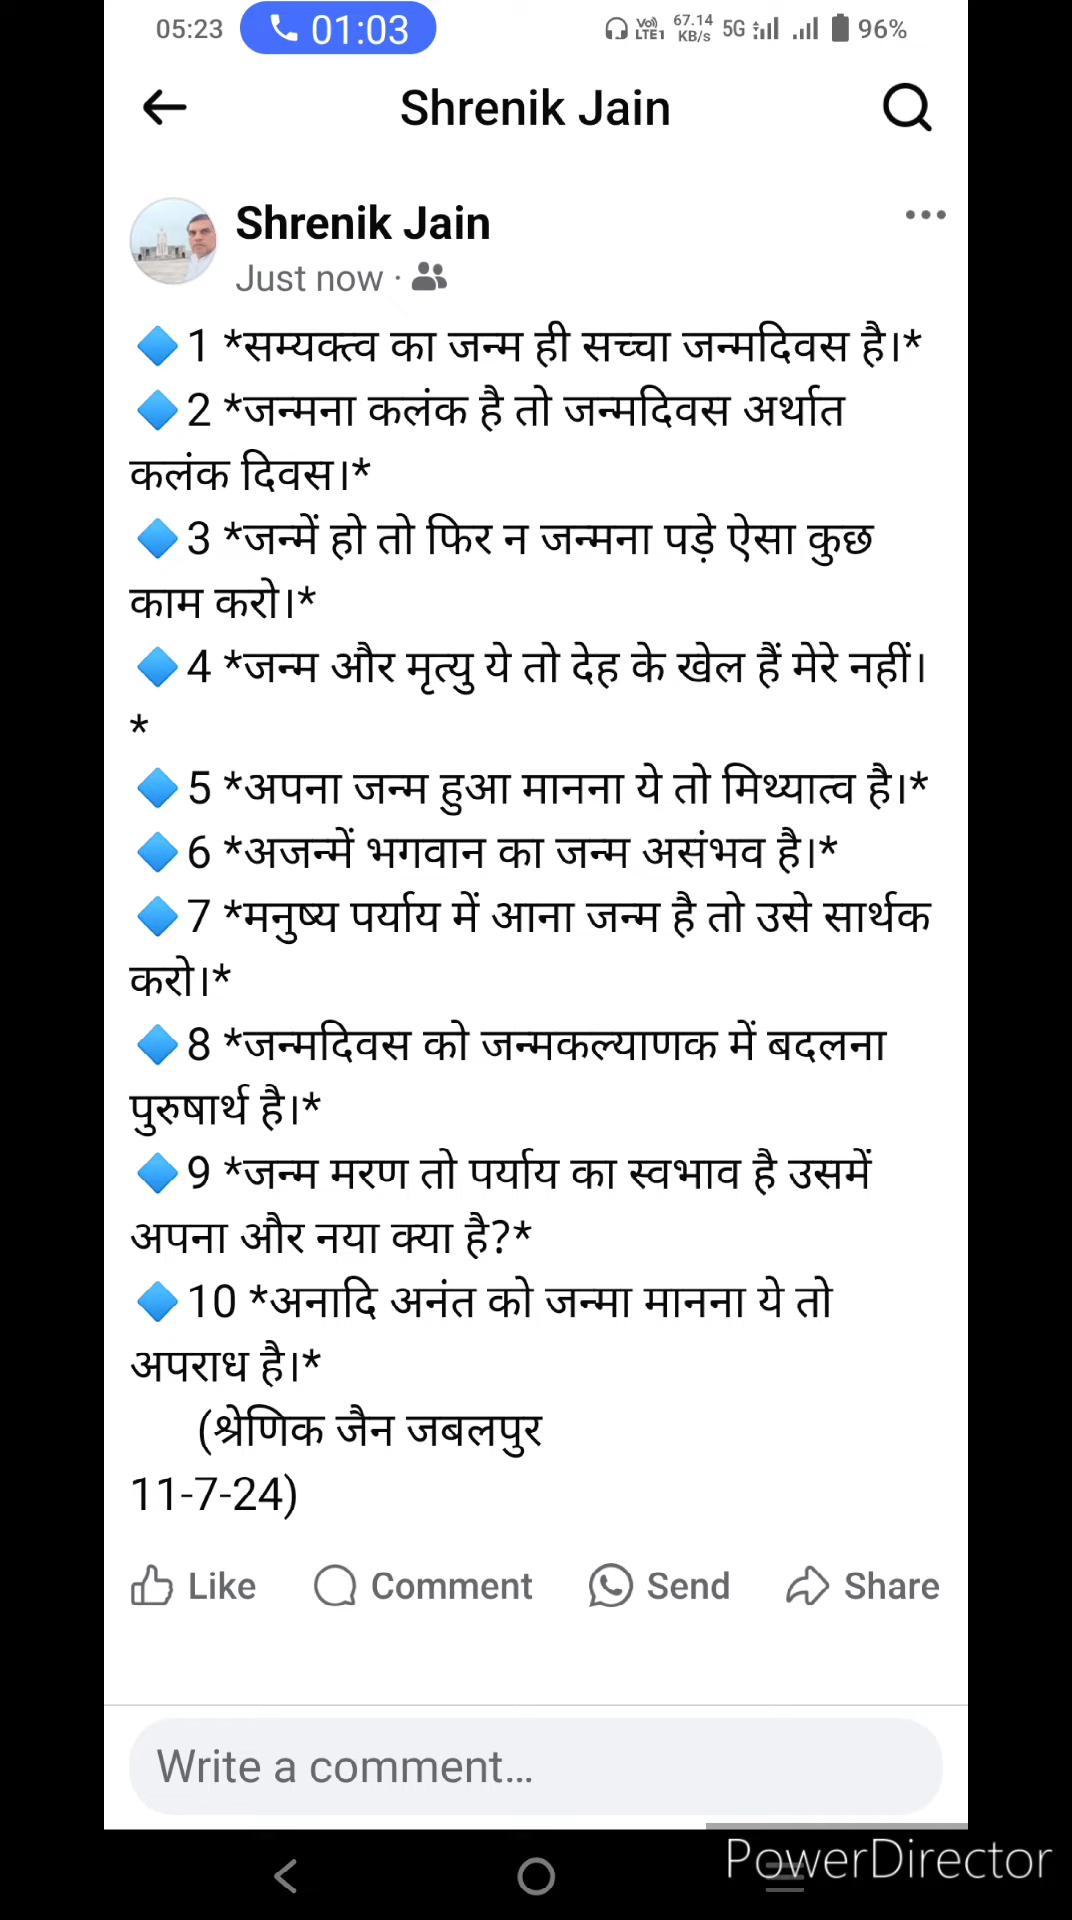 05:23 01:03 Vo) LTE1 67.14 KB/s 5G 96%
Shrenik Jain
Shrenik Jain
Just now ·
🔷1 *सम्यक्त्व का जन्म ही सच्चा जन्मदिवस है।*
🔷2 *जन्मना कलंक है तो जन्मदिवस अर्थात
कलंक दिवस।*
🔷3 *जन्में हो तो फिर न जन्मना पड़े ऐसा कुछ
काम करो।*
🔷4 *जन्म और मृत्यु ये तो देह के खेल हैं मेरे नहीं।
*
🔷5 *अपना जन्म हुआ मानना ये तो मिथ्यात्व है।*
🔷6 *अजन्में भगवान का जन्म असंभव है।*
🔷7 *मनुष्य पर्याय में आना जन्म है तो उसे सार्थक
करो।*
🔷8 *जन्मदिवस को जन्मकल्याणक में बदलना
पुरुषार्थ है।*
🔷9 *जन्म मरण तो पर्याय का स्वभाव है उसमें
अपना और नया क्या है?*
🔷10 *अनादि अनंत को जन्मा मानना ये तो
अपराध है।*
(श्रेणिक जैन जबलपुर
11-7-24)
Like Comment Send Share
Write a comment...
PowerDirector